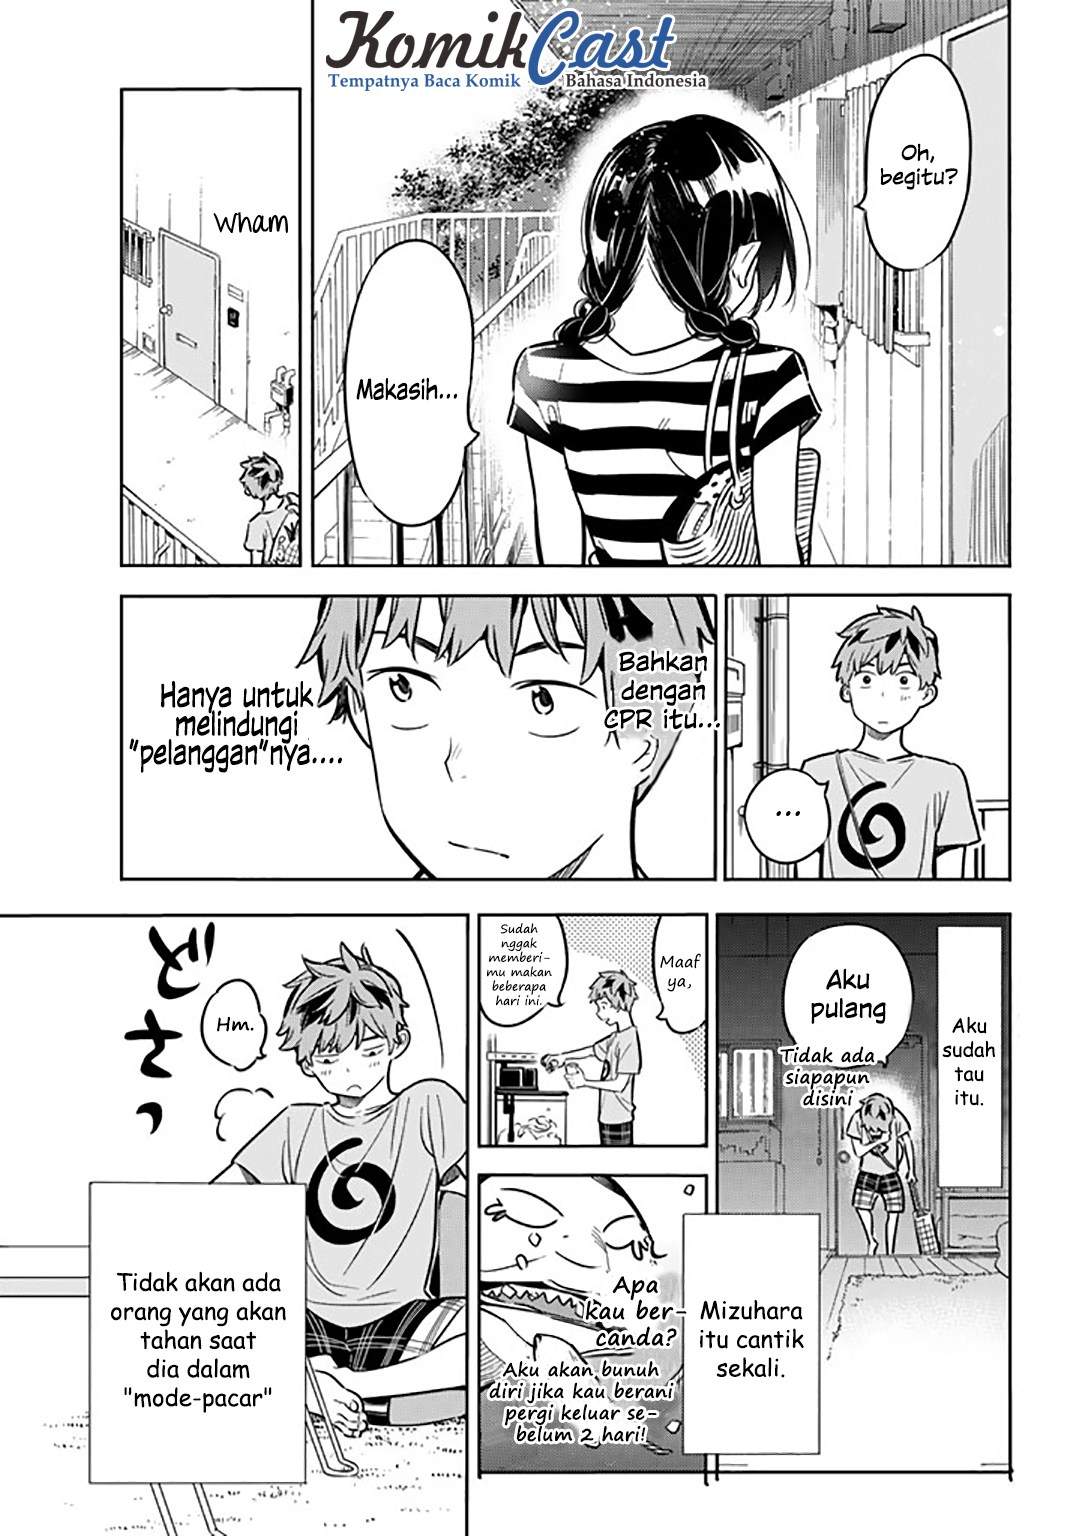 KomikCast
Tempatnya Baca Komik Bahasa Indonesia
Oh,
begitu?
Makasih...
Wham
...
Bahkan
dengan
CPR itu...
Hanya untuk
melindungi
"pelanggan"nya....
Aku
sudah
tau
itu.
Aku
pulang
Tidak ada
siapapun
disini
Maaf
ya,
Sudah
nggak
memberi-
mu makan
beberapa
hari ini.
Mizuhara
itu cantik
sekali.
Apa
kau ber-
canda?
Aku akan bunuh
diri jika kau berani
pergi keluar se-
belum 2 hari!
Hm.
どさっ
Tidak akan ada
orang yang akan
tahan saat
dia dalam
"mode-pacar"